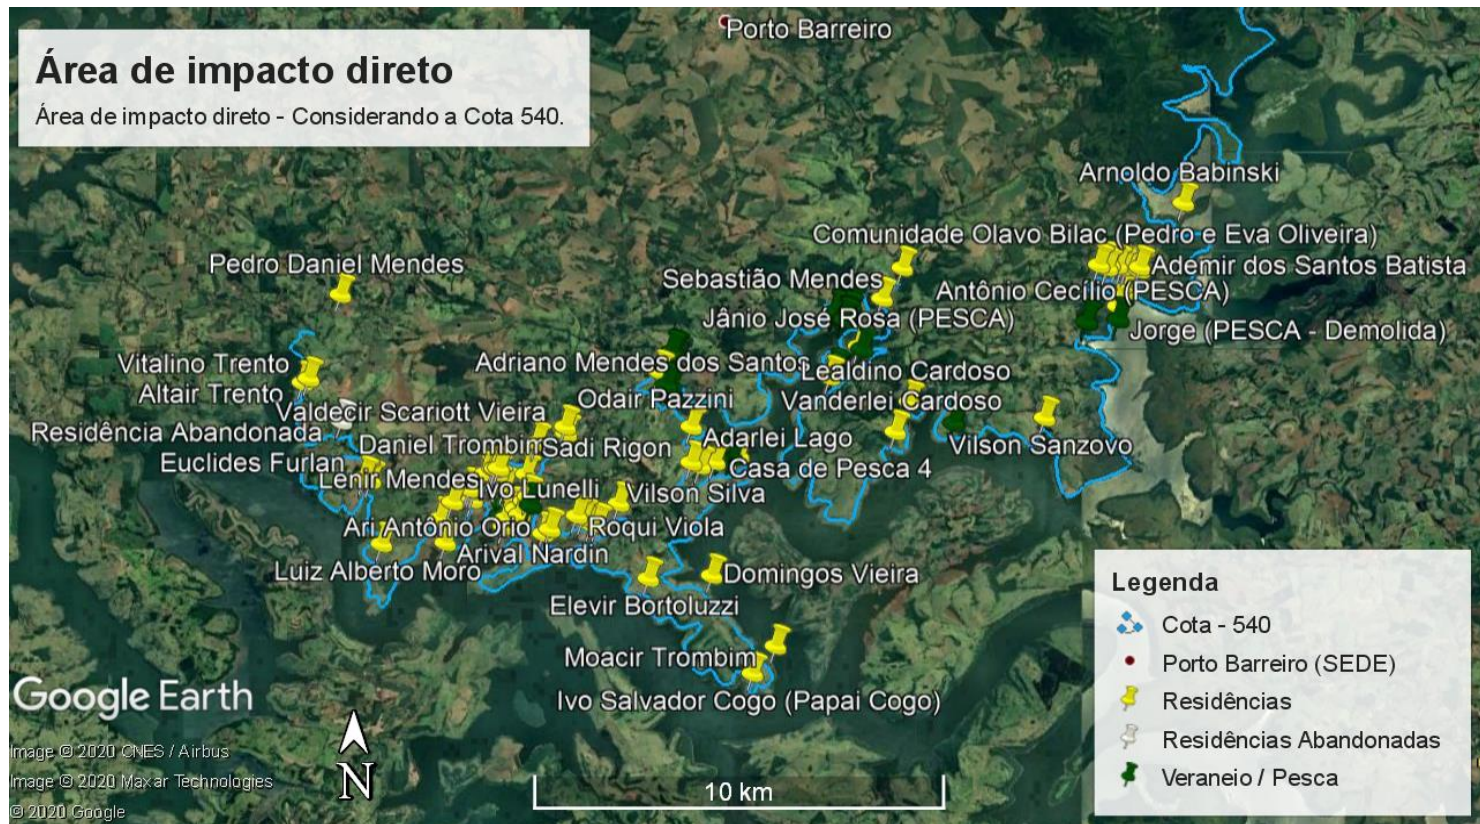 Porto Barreiro
Área de impacto direto
Área de impacto direto - Considerando a Cota 540.
Arnoldo Babinski
Comunidade Olavo Bilac (Pedro e Eva Oliveira)
Pedro Daniel Mendes
Sebastião Mendes
Ademir dos Santos Batista
Antônio Cecílio (PESCA)
Jânio José Rosa (PESCA)
Jorge (PESCA - Demolida)
Vitalino Trento
Adriano Mendes dos Santos
Lealdino Cardoso
Altair Trento
Odair Pazzini
Vanderlei Cardoso
Valdecir Scariott Vieira
Residência Abandonada
Daniel Trombin
Sadi Rigon
Adarlei Lago
Vilson Sanzovo
Euclides Furlan
Casa de Pesca 4
Lenir Mendes
Ivo Lunelli
Vilson Silva
Ari Antônio Orio
Roqui Viola
Arival Nardin
Luiz Alberto Moro
Domingos Vieira
Elevir Bortoluzzi
Moacir Trombim
Ivo Salvador Cogo (Papai Cogo)
Legenda
Cota - 540
Porto Barreiro (SEDE)
Residências
Residências Abandonadas
Veraneio / Pesca
Google Earth
Image © 2020 CNES / Airbus
Image © 2020 Maxar Technologies
© 2020 Google
N
10 km